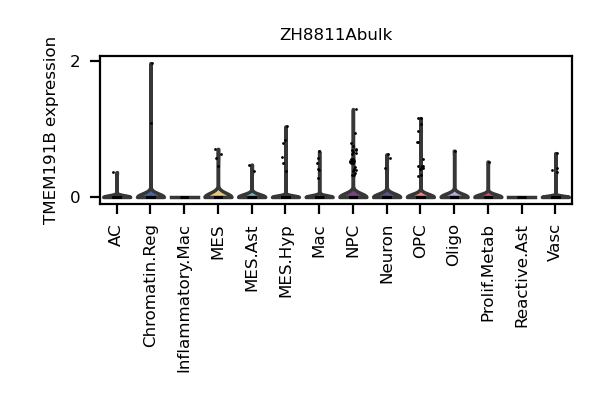 ZH8811Abulk
TMEM191B expression
2
0
AC
Chromatin.Reg
Inflammatory.Mac
MES
MES.Ast
MES.Hyp
Mac
NPC
Neuron
OPC
Oligo
Prolif.Metab
Reactive.Ast
Vasc